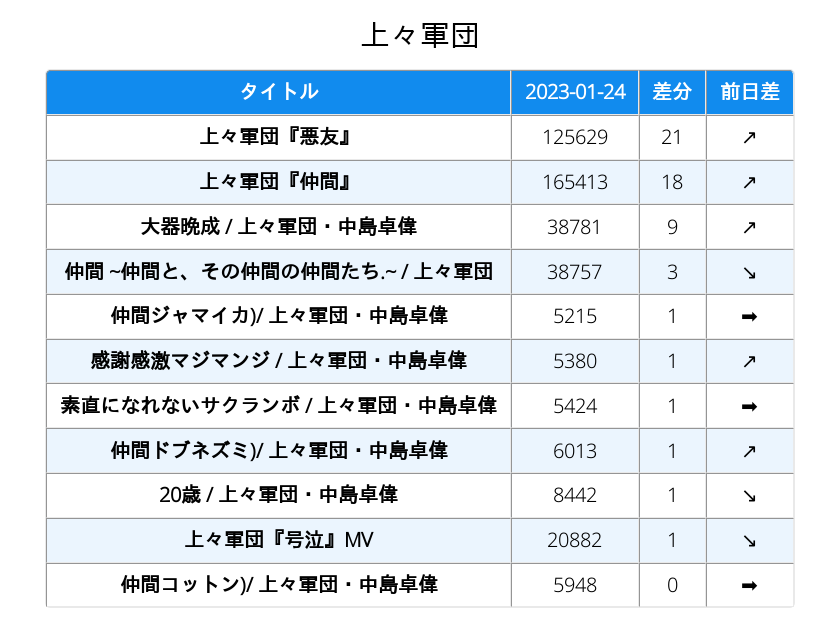 上々軍団
タイトル 2023-01-24 差分 前日差
上々軍団『悪友』 125629 21 ↗
上々軍団『仲間』 165413 18 ↗
大器晩成 / 上々軍団・中島卓偉 38781 9 ↗
仲間 ~仲間と、その仲間の仲間たち.~ / 上々軍団 38757 3 ↘
仲間ジャマイカ)/ 上々軍団・中島卓偉 5215 1 ➡
感謝感激マジマンジ / 上々軍団・中島卓偉 5380 1 ↗
素直になれないサクランボ / 上々軍団・中島卓偉 5424 1 ➡
仲間ドブネズミ)/ 上々軍団・中島卓偉 6013 1 ↗
20歳 / 上々軍団・中島卓偉 8442 1 ↘
上々軍団『号泣』MV 20882 1 ↘
仲間コットン)/ 上々軍団・中島卓偉 5948 0 ➡